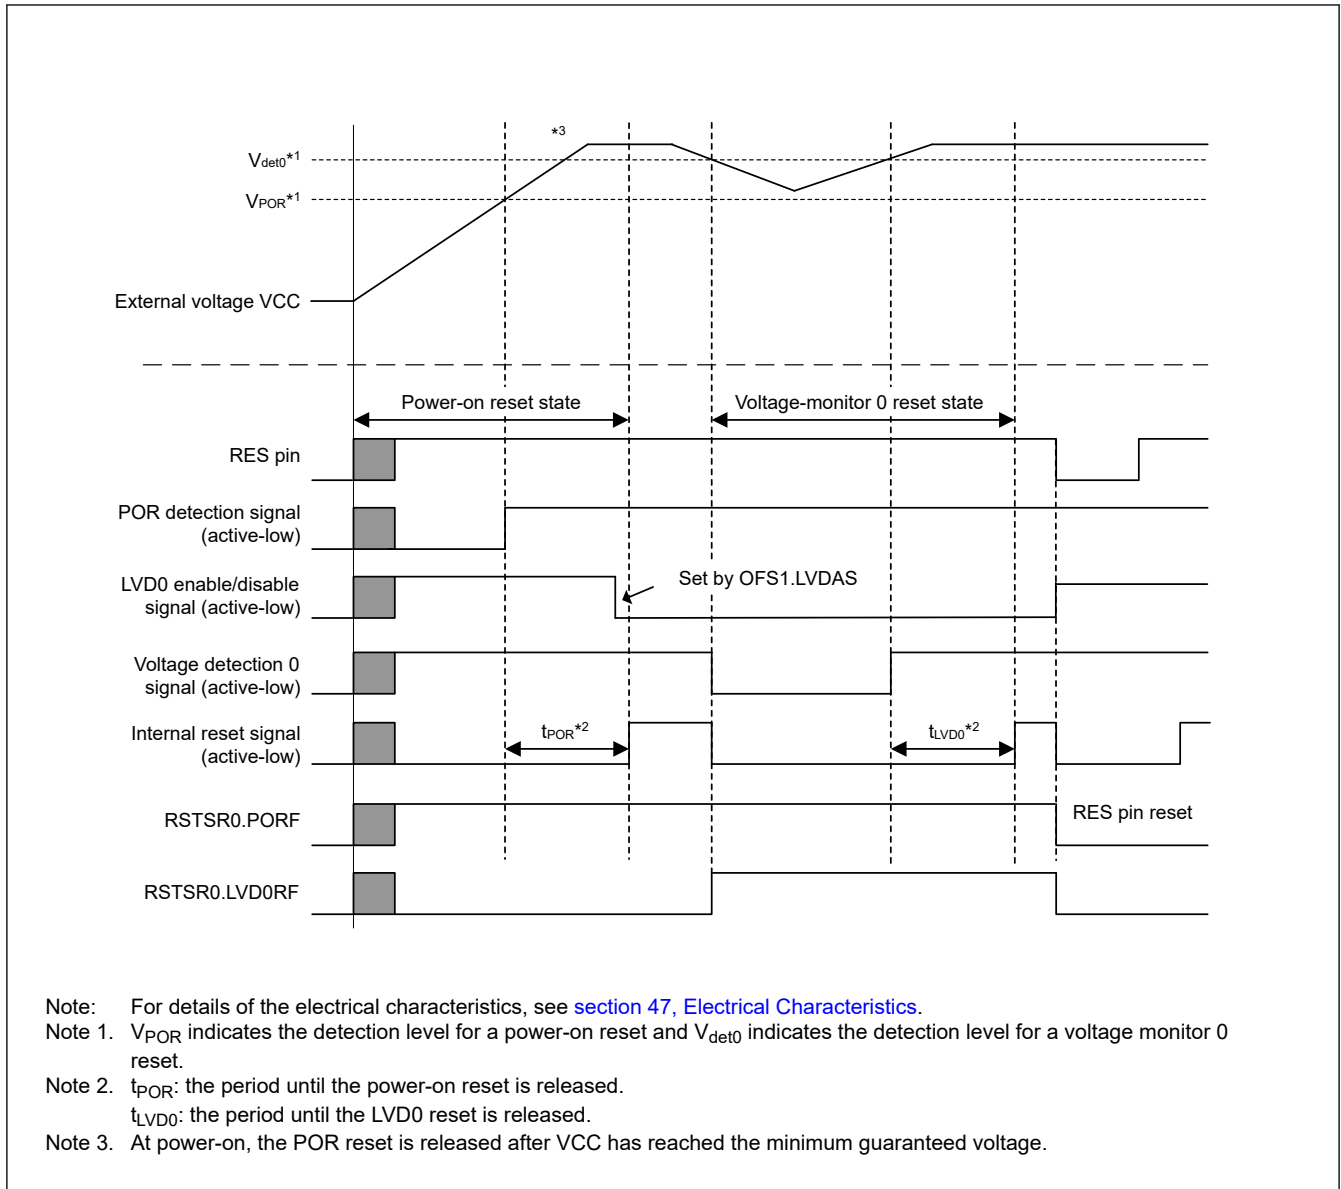 *3
Vdet0*1
VPOR*1
External voltage VCC
Power-on reset state
Voltage-monitor 0 reset state
RES pin
POR detection signal
(active-low)
LVD0 enable/disable
signal (active-low)
Set by OFS1.LVDAS
Voltage detection 0
signal (active-low)
Internal reset signal
(active-low)
tPOR*2
tLVD0*2
RSTSR0.PORF
RES pin reset
RSTSR0.LVD0RF
Note: For details of the electrical characteristics, see section 47, Electrical Characteristics.
Note 1. VPOR indicates the detection level for a power-on reset and Vdet0 indicates the detection level for a voltage monitor 0
reset.
Note 2. tPOR: the period until the power-on reset is released.
tLVD0: the period until the LVD0 reset is released.
Note 3. At power-on, the POR reset is released after VCC has reached the minimum guaranteed voltage.